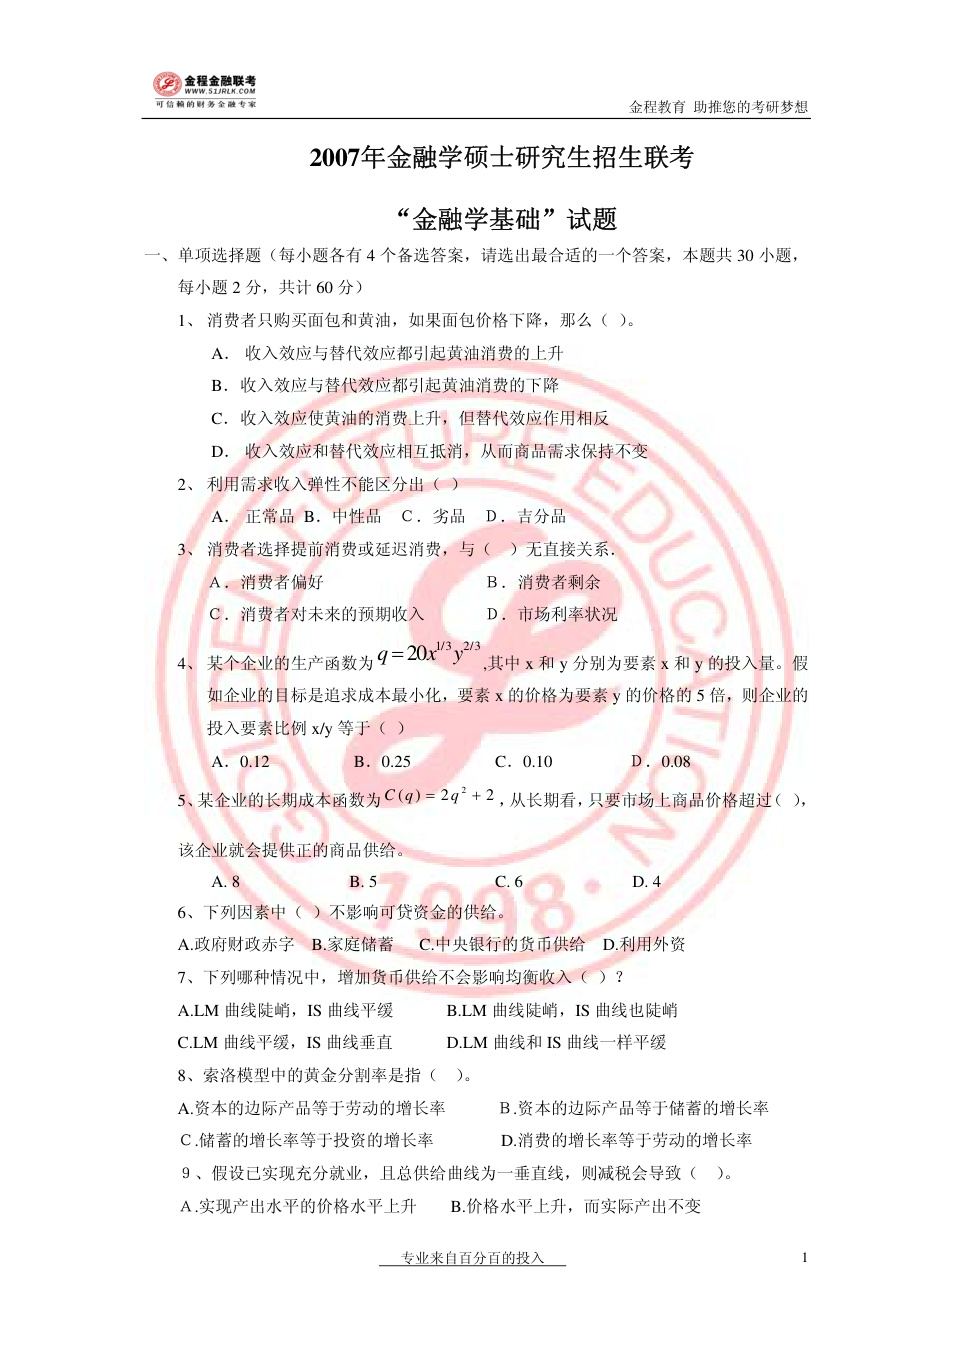 金程金融联考
WWW.51JRLK.COM
可信赖的财务金融专家
金程教育 助推您的考研梦想
2007年金融学硕士研究生招生联考
“金融学基础”试题
一、单项选择题（每小题各有 4 个备选答案，请选出最合适的一个答案，本题共 30 小题，
每小题 2 分，共计 60 分）
1、 消费者只购买面包和黄油，如果面包价格下降，那么（ ）。
A． 收入效应与替代效应都引起黄油消费的上升
B．收入效应与替代效应都引起黄油消费的下降
C．收入效应使黄油的消费上升，但替代效应作用相反
D． 收入效应和替代效应相互抵消，从而商品需求保持不变
2、 利用需求收入弹性不能区分出（ ）
A． 正常品 B．中性品 Ｃ．劣品 Ｄ．吉分品
3、 消费者选择提前消费或延迟消费，与（ ）无直接关系．
Ａ．消费者偏好 Ｂ．消费者剩余
Ｃ．消费者对未来的预期收入 Ｄ．市场利率状况
4、 某个企业的生产函数为 q=20x^{1/3}y^{2/3},其中 x 和 y 分别为要素 x 和 y 的投入量。假
如企业的目标是追求成本最小化，要素 x 的价格为要素 y 的价格的 5 倍，则企业的
投入要素比例 x/y 等于（ ）
A．0.12 B．0.25 C．0.10 Ｄ．0.08
5、某企业的长期成本函数为 C(q) = 2q² + 2，从长期看，只要市场上商品价格超过（ ），
该企业就会提供正的商品供给。
A. 8 B. 5 C. 6 D. 4
6、下列因素中（ ）不影响可贷资金的供给。
A.政府财政赤字 B.家庭储蓄 C.中央银行的货币供给 D.利用外资
7、下列哪种情况中，增加货币供给不会影响均衡收入（ ）？
A.LM 曲线陡峭，IS 曲线平缓 B.LM 曲线陡峭，IS 曲线也陡峭
C.LM 曲线平缓，IS 曲线垂直 D.LM 曲线和 IS 曲线一样平缓
8、索洛模型中的黄金分割率是指（ ）。
A.资本的边际产品等于劳动的增长率 Ｂ.资本的边际产品等于储蓄的增长率
Ｃ.储蓄的增长率等于投资的增长率 D.消费的增长率等于劳动的增长率
９、假设已实现充分就业，且总供给曲线为一垂直线，则减税会导致（ ）。
Ａ.实现产出水平的价格水平上升 B.价格水平上升，而实际产出不变
GOLDEN FUTURE EDUCATION
·1998·
专业来自百分百的投入 1